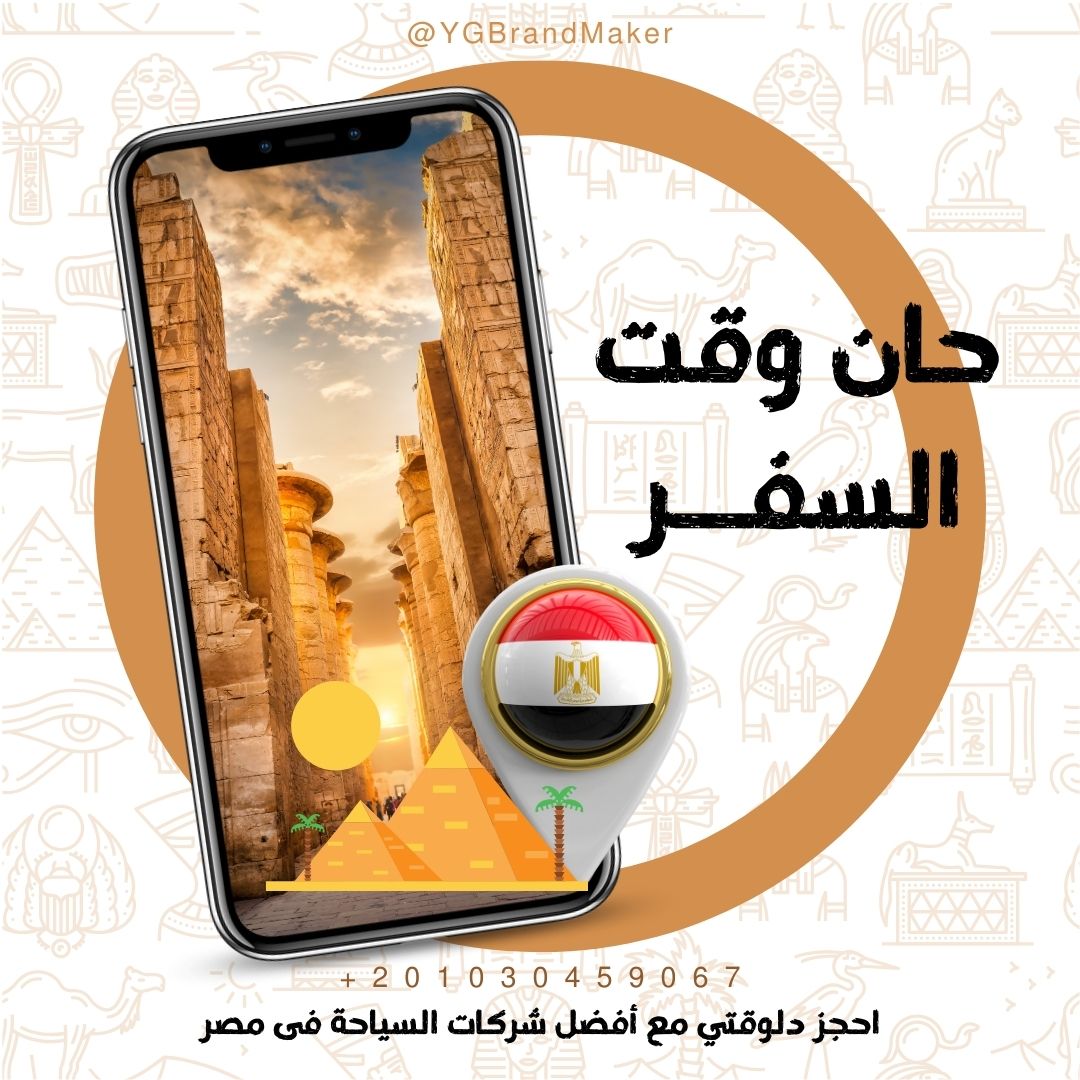 @YGBrandMaker
حان وقت
السفـــر
+201030459067
احجز دلوقتي مع أفضل شركات السياحة فى مصر